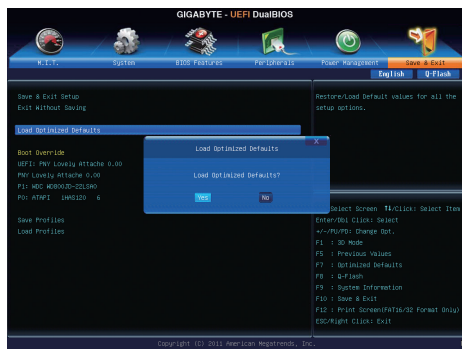 GIGABYTE - UEFI DualBIOS
M.I.T. System BIOS Features Peripherals Power Management Save & Exit
English Q-Flash
Save & Exit Setup
Exit Without Saving
Load Optimized Defaults
Boot Override
UEFI: PNY Lovely Attache 0.00
PNY Lovely Attache 0.00
P1: WDC WD800JD-22LSA0
P0: ATAPI iHAS120 6
Save Profiles
Load Profiles
Restore/Load Default values for all the
setup options.
X
Load Optimized Defaults
Load Optimized Defaults?
Yes No
Select Screen ↑↓/Click: Select Item
Enter/Dbl Click: Select
+/-/PU/PD: Change Opt.
F1 : 3D Mode
F5 : Previous Values
F7 : Optimized Defaults
F8 : Q-Flash
F9 : System Information
F10 : Save & Exit
F12 : Print Screen(FAT16/32 Format Only)
ESC/Right Click: Exit
Copyright (C) 2011 American Megatrends, Inc.